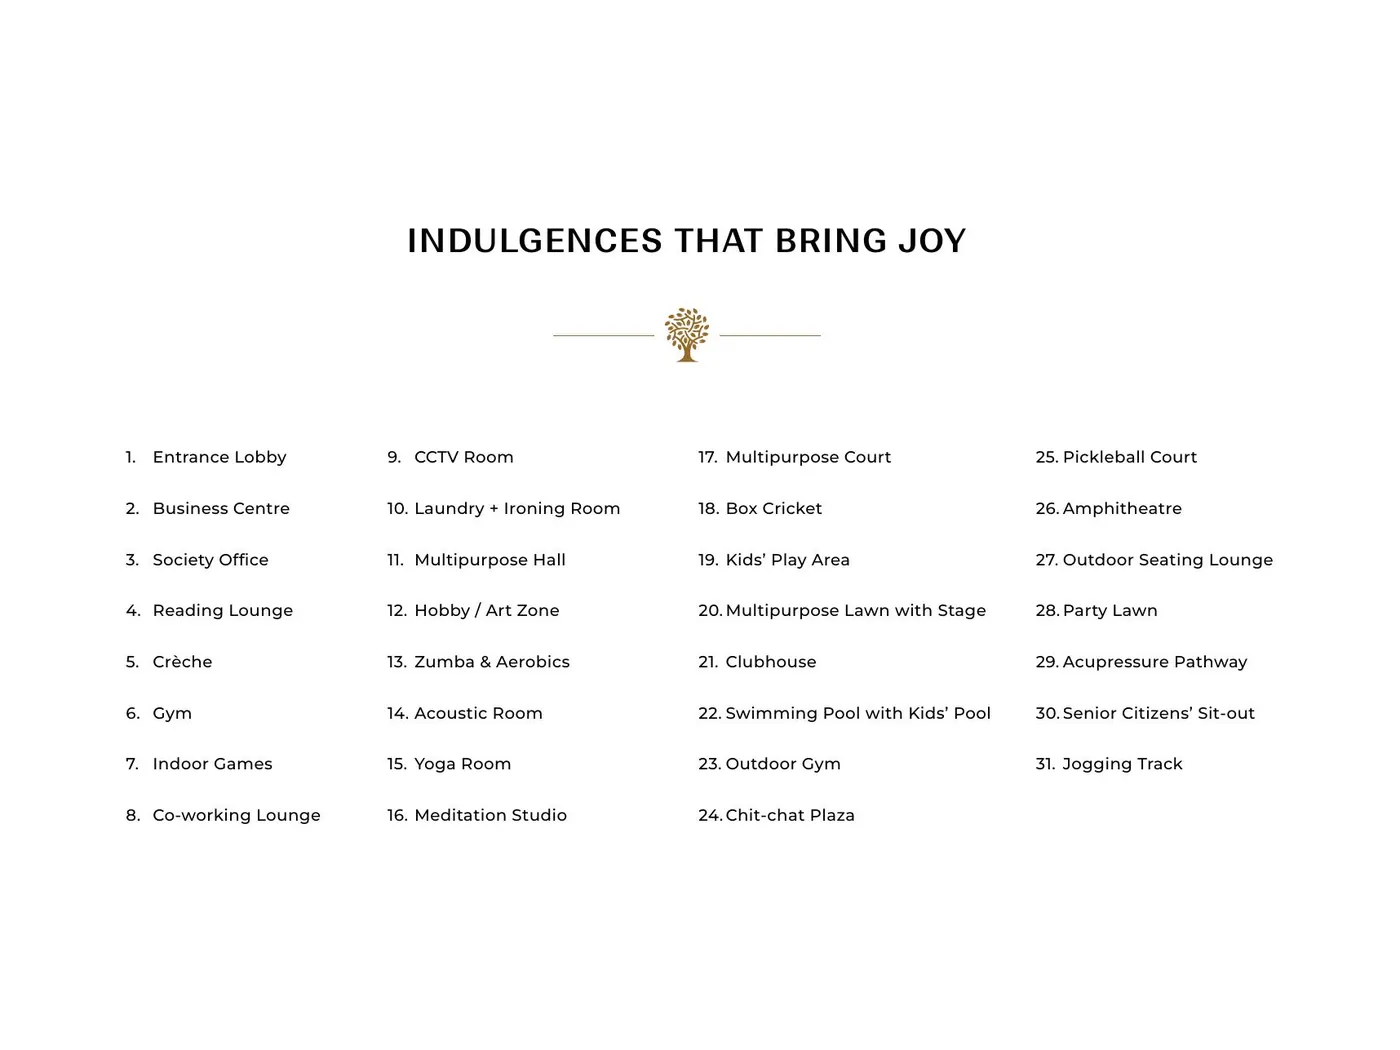 INDULGENCES THAT BRING JOY
1. Entrance Lobby
2. Business Centre
3. Society Office
4. Reading Lounge
5. Crèche
6. Gym
7. Indoor Games
8. Co-working Lounge
9. CCTV Room
10. Laundry + Ironing Room
11. Multipurpose Hall
12. Hobby / Art Zone
13. Zumba & Aerobics
14. Acoustic Room
15. Yoga Room
16. Meditation Studio
17. Multipurpose Court
18. Box Cricket
19. Kids’ Play Area
20. Multipurpose Lawn with Stage
21. Clubhouse
22. Swimming Pool with Kids’ Pool
23. Outdoor Gym
24. Chit-chat Plaza
25. Pickleball Court
26. Amphitheatre
27. Outdoor Seating Lounge
28. Party Lawn
29. Acupressure Pathway
30. Senior Citizens’ Sit-out
31. Jogging Track